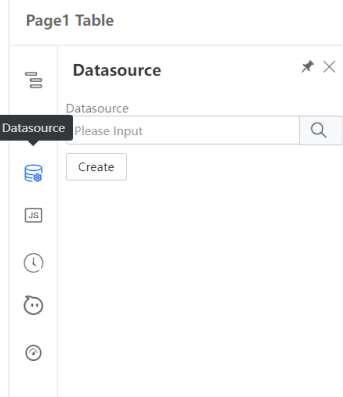 Page1 Table
Datasource
Datasource
Datasource
Please Input
Create
JS